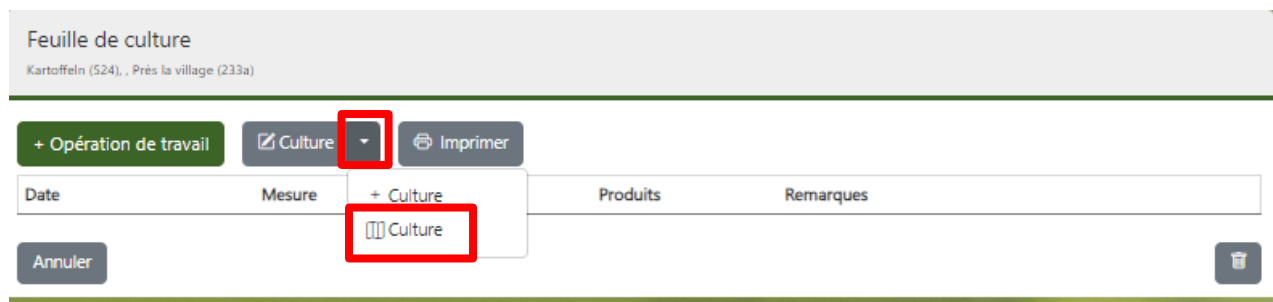 Feuille de culture
Kartoffeln (524), , Près la village (233a)
+ Opération de travail Culture Imprimer
Date Mesure Produits Remarques
+ Culture
Culture
Annuler